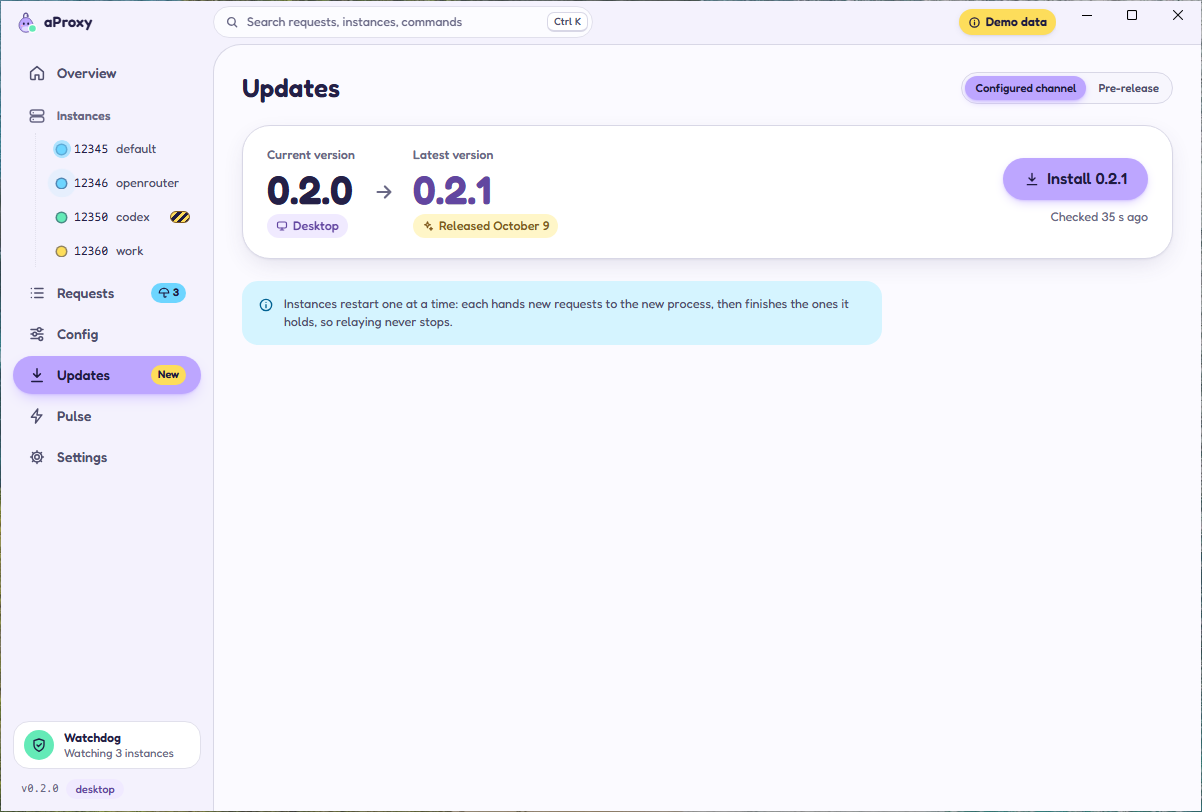 aProxy
Search requests, instances, commands
Ctrl K
Demo data
Overview
Instances
12345 default
12346 openrouter
12350 codex
12360 work
Requests
3
Config
Updates
New
Pulse
Settings
Watchdog
Watching 3 instances
v0.2.0 desktop
Updates
Configured channel
Pre-release
Current version
0.2.0
Desktop
Latest version
0.2.1
Released October 9
Install 0.2.1
Checked 35 s ago
Instances restart one at a time: each hands new requests to the new process, then finishes the ones it
holds, so relaying never stops.